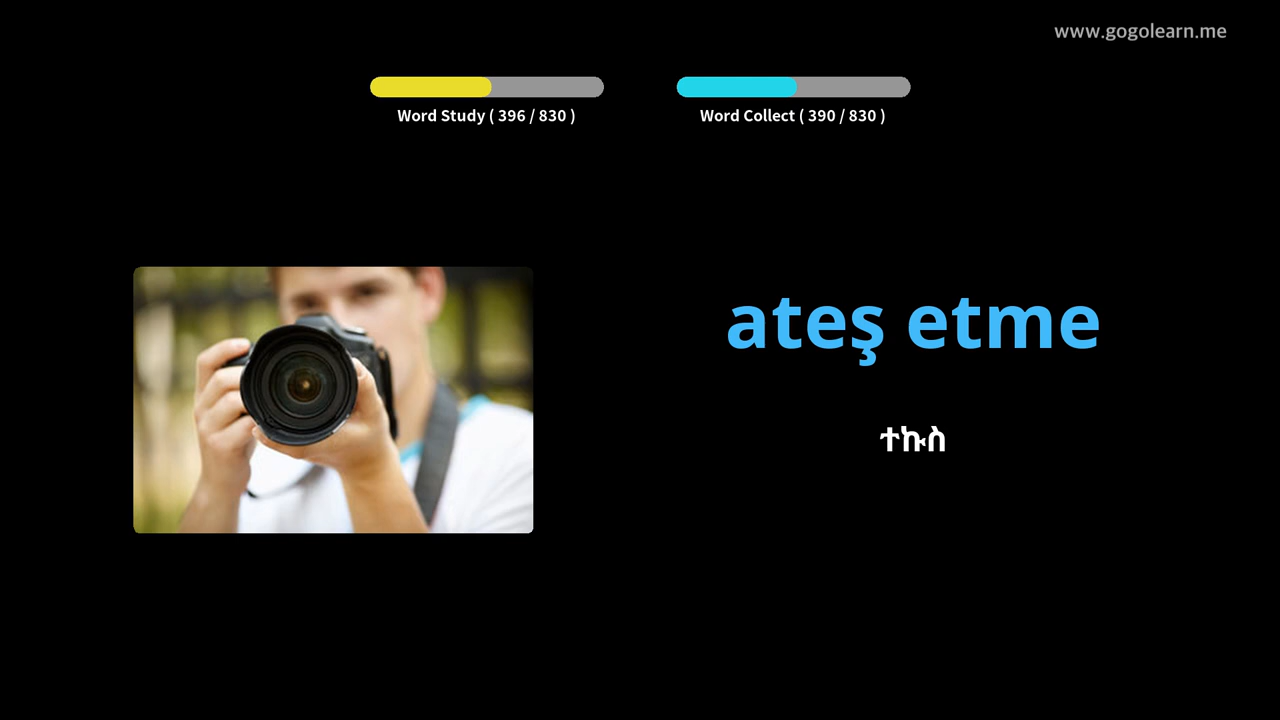 www.gogolearn.me
Word Study ( 396 / 830 )
Word Collect ( 390 / 830 )
ateş etme
ተኩስ